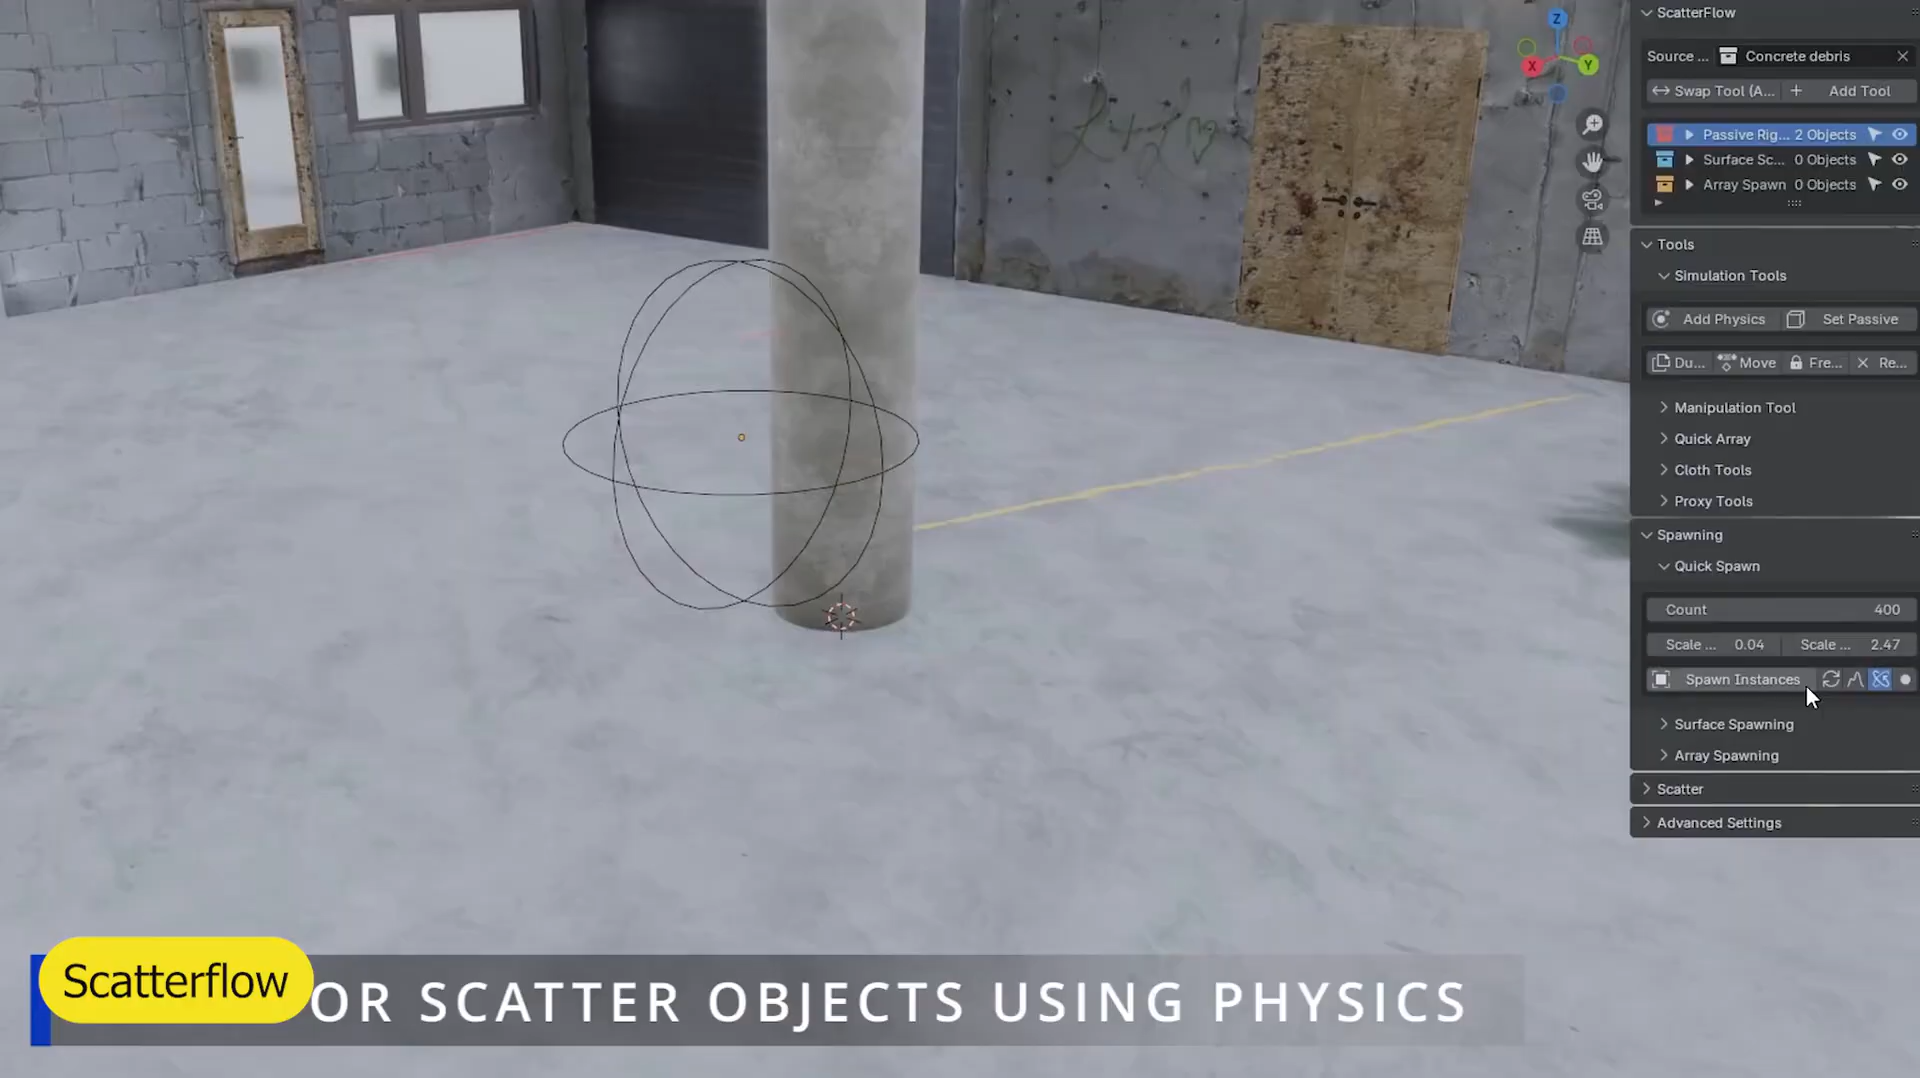 ScatterFlow
Source ... Concrete debris
Swap Tool (A... Add Tool
Passive Rig... 2 Objects
Surface Sc... 0 Objects
Array Spawn 0 Objects
Tools
Simulation Tools
Add Physics Set Passive
Du... Move Fre... Re...
Manipulation Tool
Quick Array
Cloth Tools
Proxy Tools
Spawning
Quick Spawn
Count 400
Scale ... 0.04 Scale ... 2.47
Spawn Instances
Surface Spawning
Array Spawning
Scatter
Advanced Settings
Z
X
Y
Scatterflow
OR SCATTER OBJECTS USING PHYSICS